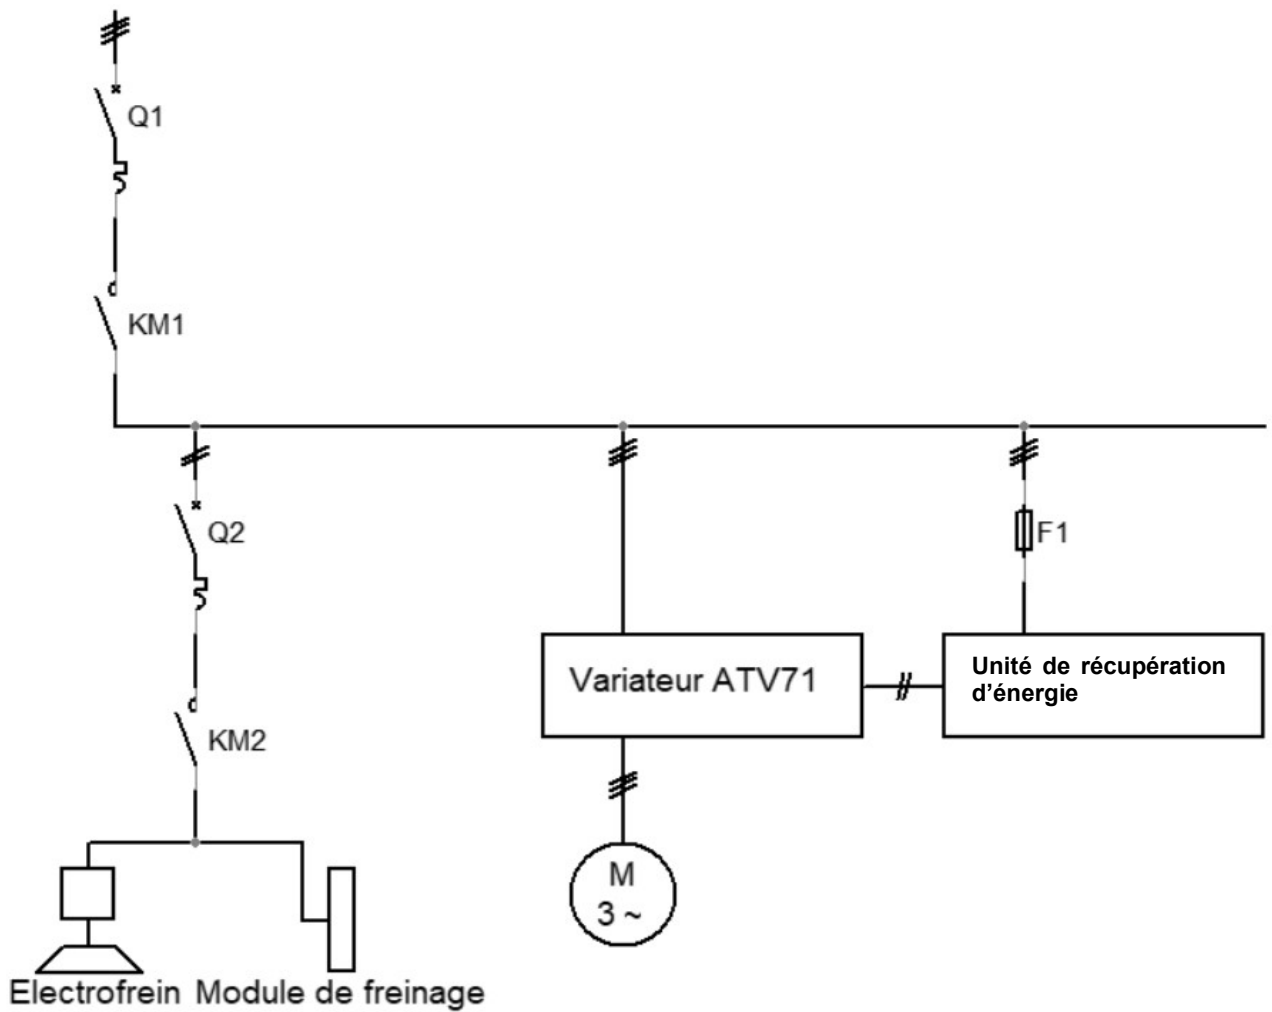 Q1
KM1
Q2
F1
Variateur ATV71
Unité de récupération
d’énergie
KM2
M
3 ~
Electrofrein Module de freinage